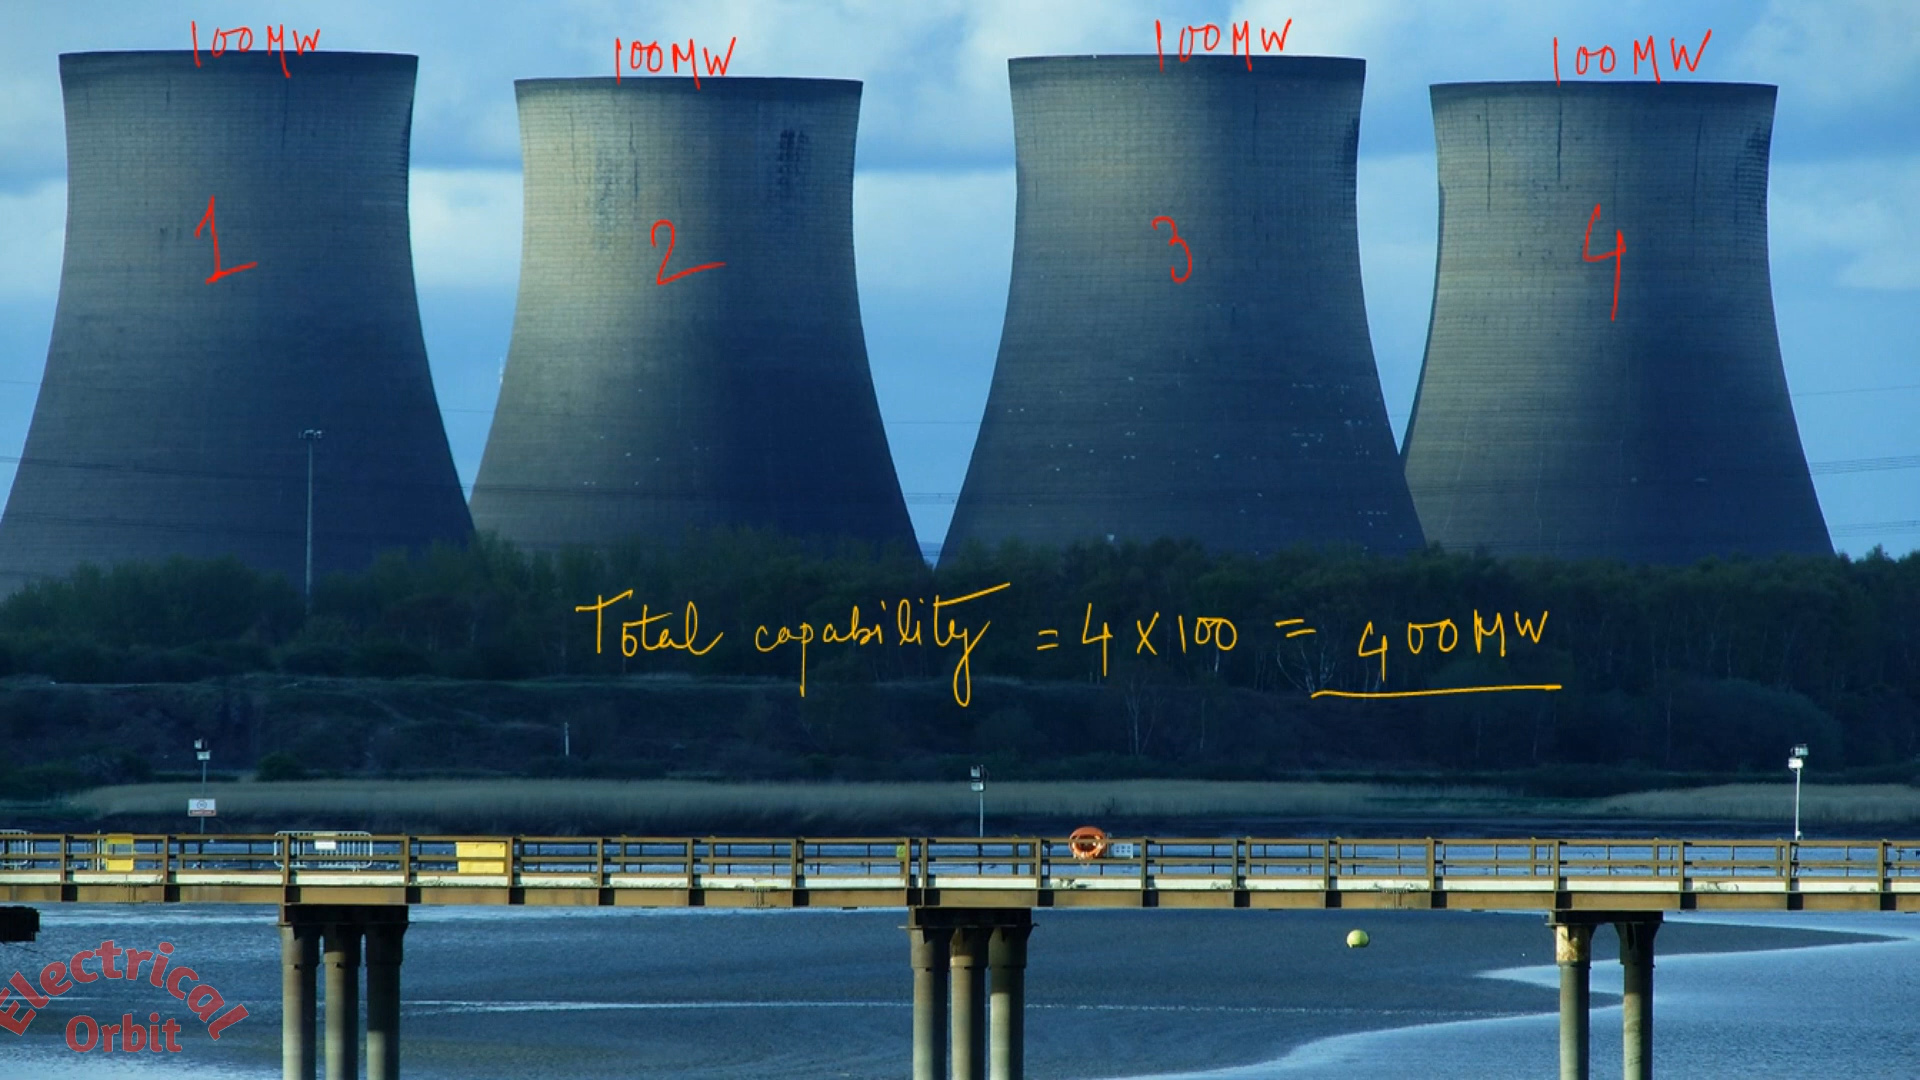 100MW
100MW
100MW
100MW
1
2
3
4
Total capability = 4 X 100 = 400MW
Electrical
Orbit